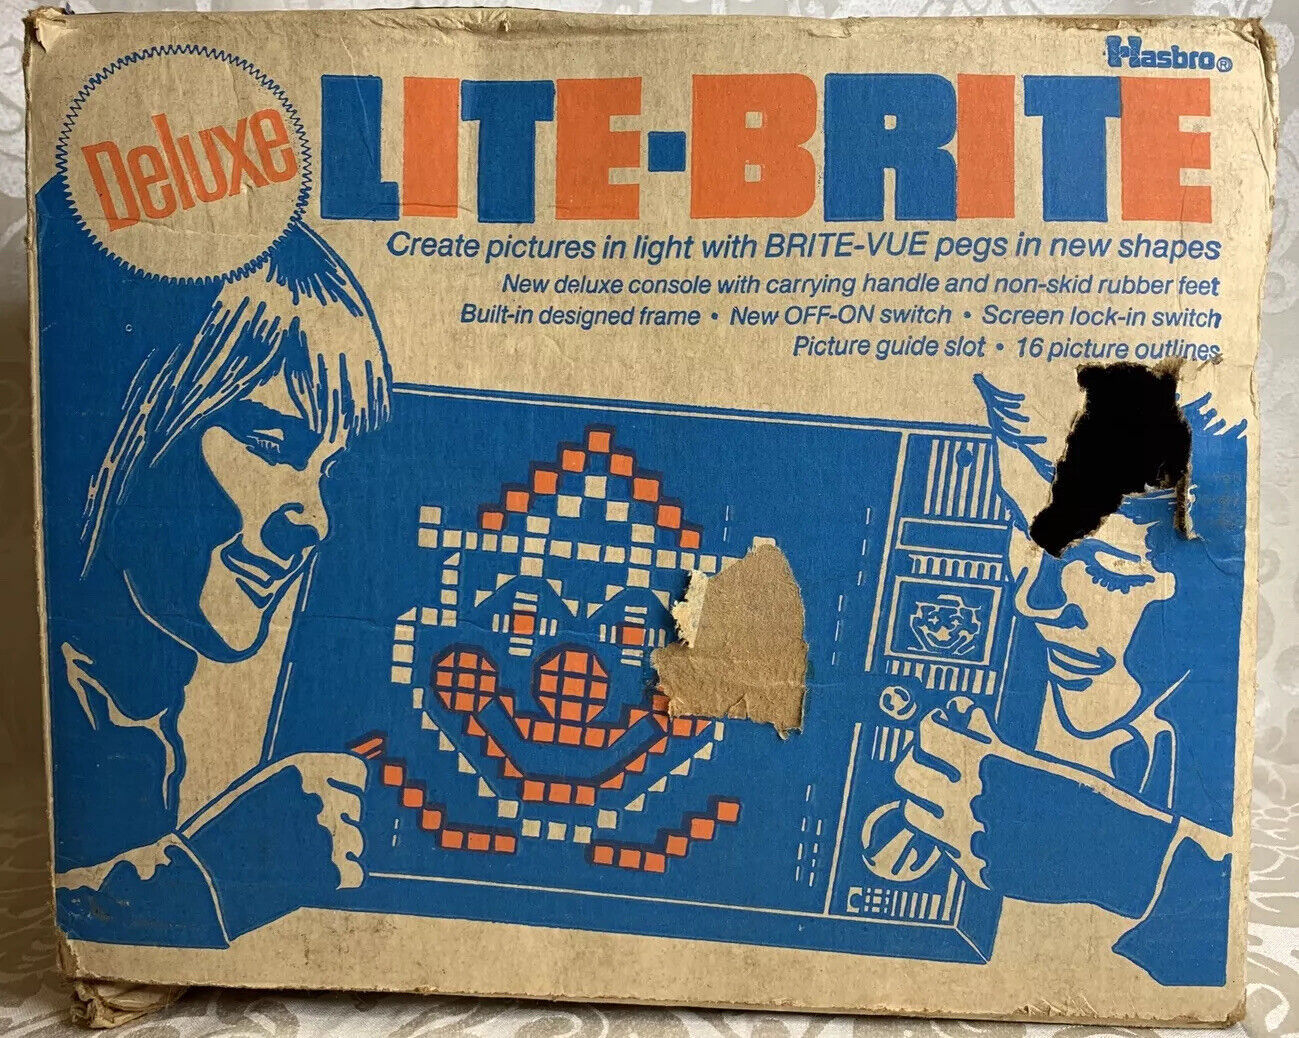 Hasbro®
Deluxe
LITE-BRITE
Create pictures in light with BRITE-VUE pegs in new shapes
New deluxe console with carrying handle and non-skid rubber feet
Built-in designed frame • New OFF-ON switch • Screen lock-in switch
Picture guide slot • 16 picture outlines